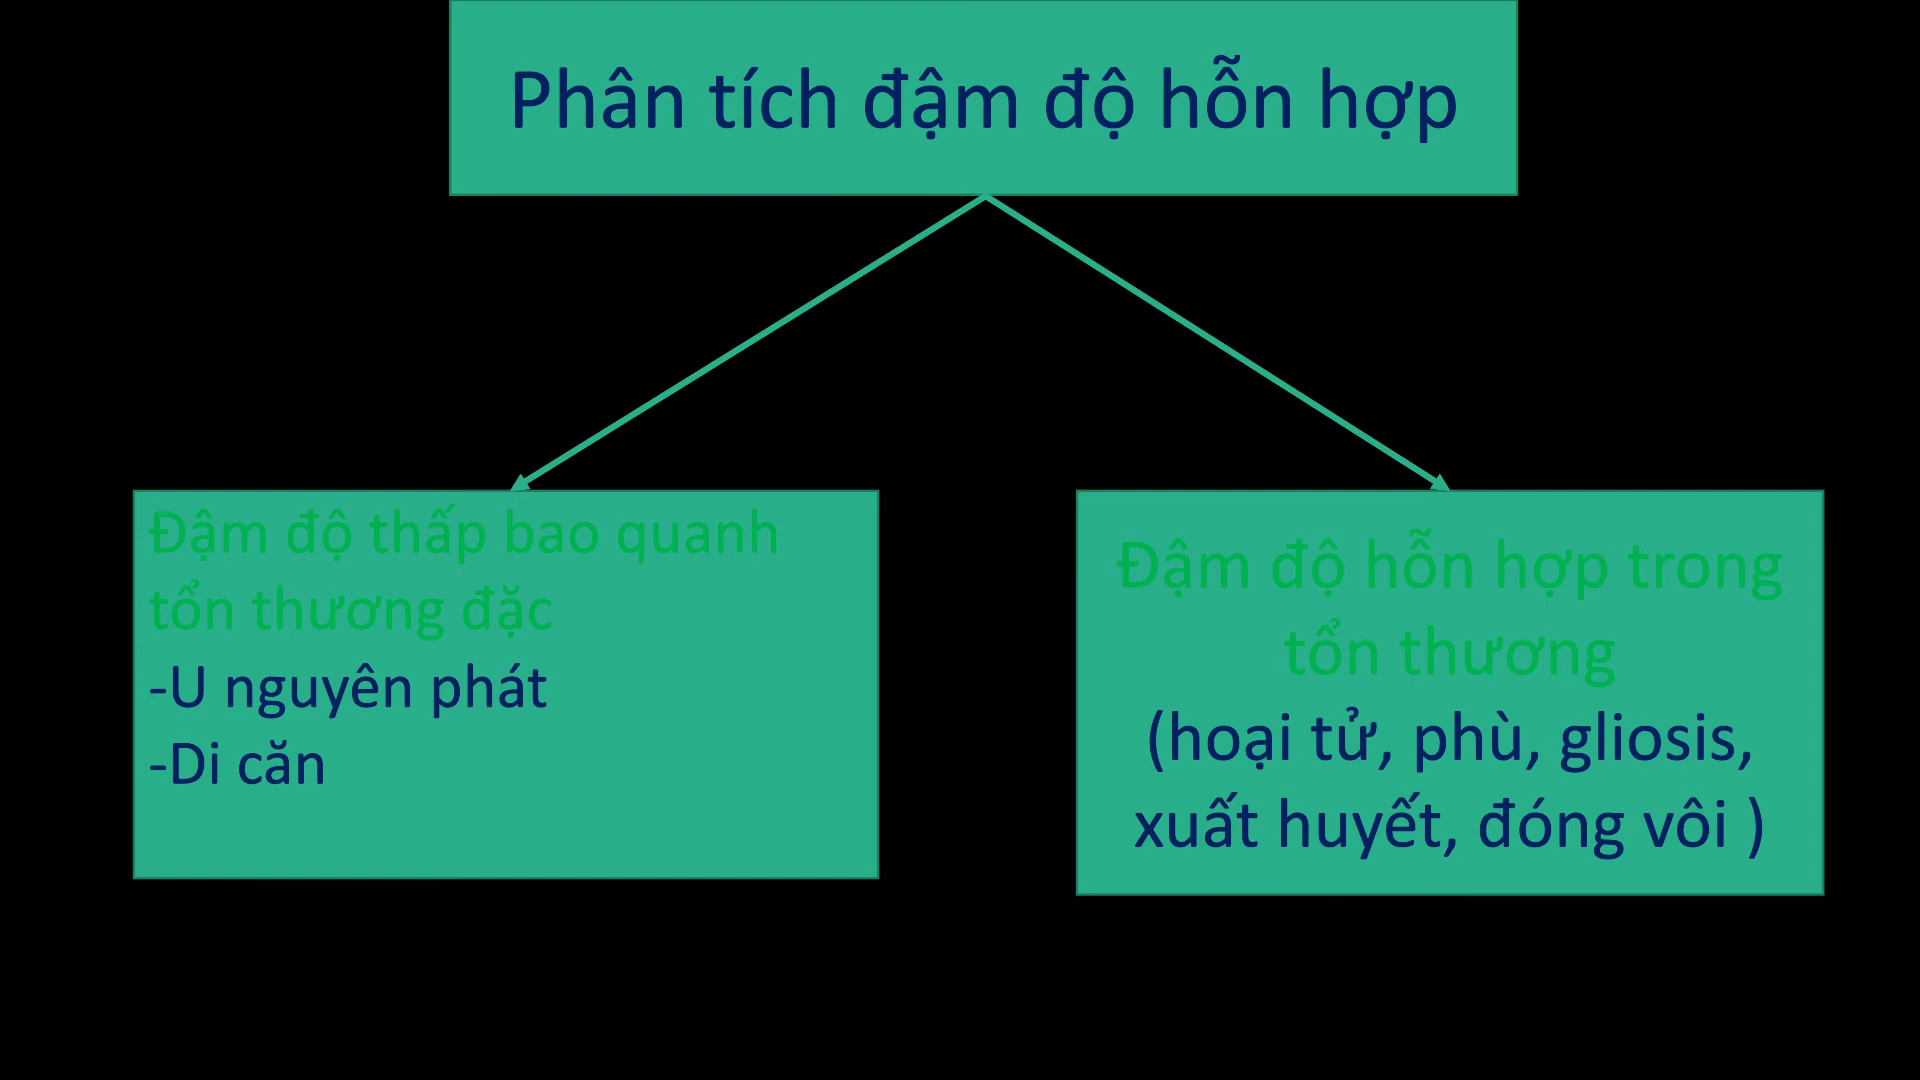 Phân tích đậm độ hỗn hợp
Đậm độ thấp bao quanh
tổn thương đặc
-U nguyên phát
-Di căn
Đậm độ hỗn hợp trong
tổn thương
(hoại tử, phù, gliosis,
xuất huyết, đóng vôi )